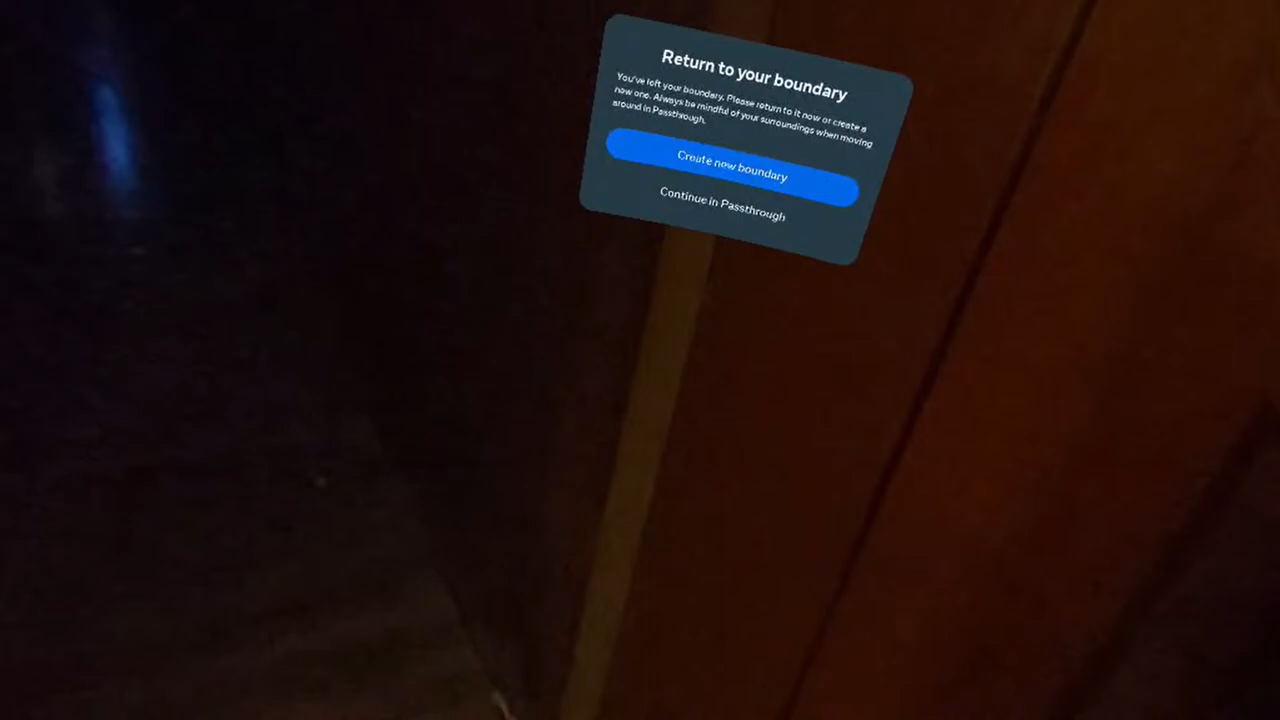 Return to your boundary
You've left your boundary. Please return to it now or create a
new one. Always be mindful of your surroundings when moving
around in Passthrough.
Create new boundary
Continue in Passthrough